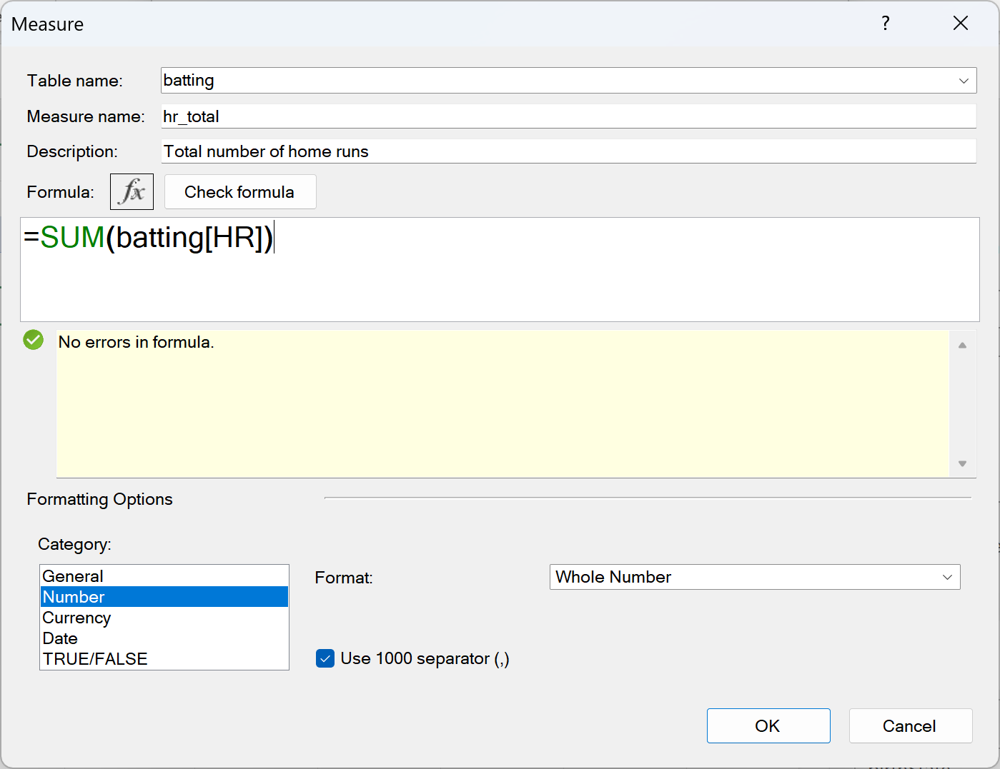 Measure ?
Table name: batting
Measure name: hr_total
Description: Total number of home runs
Formula: fx Check formula
=SUM(batting[HR])
No errors in formula.
Formatting Options
Category:
General
Number
Currency
Date
TRUE/FALSE
Format: Whole Number
Use 1000 separator (,)
OK Cancel